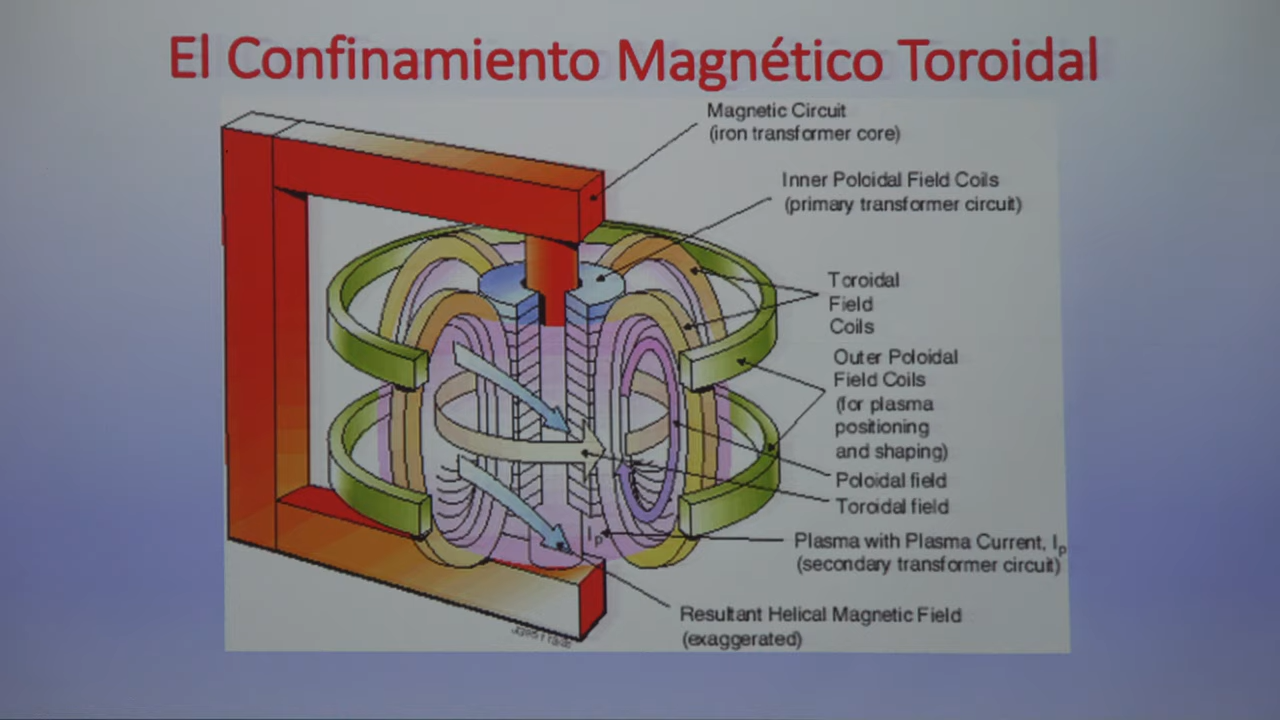 El Confinamiento Magnético Toroidal
Magnetic Circuit
(iron transformer core)
Inner Poloidal Field Coils
(primary transformer circuit)
Toroidal
Field
Coils
Outer Poloidal
Field Coils
(for plasma
positioning
and shaping)
Poloidal field
Toroidal field
Ip
Plasma with Plasma Current, Ip
(secondary transformer circuit)
Resultant Helical Magnetic Field
(exaggerated)